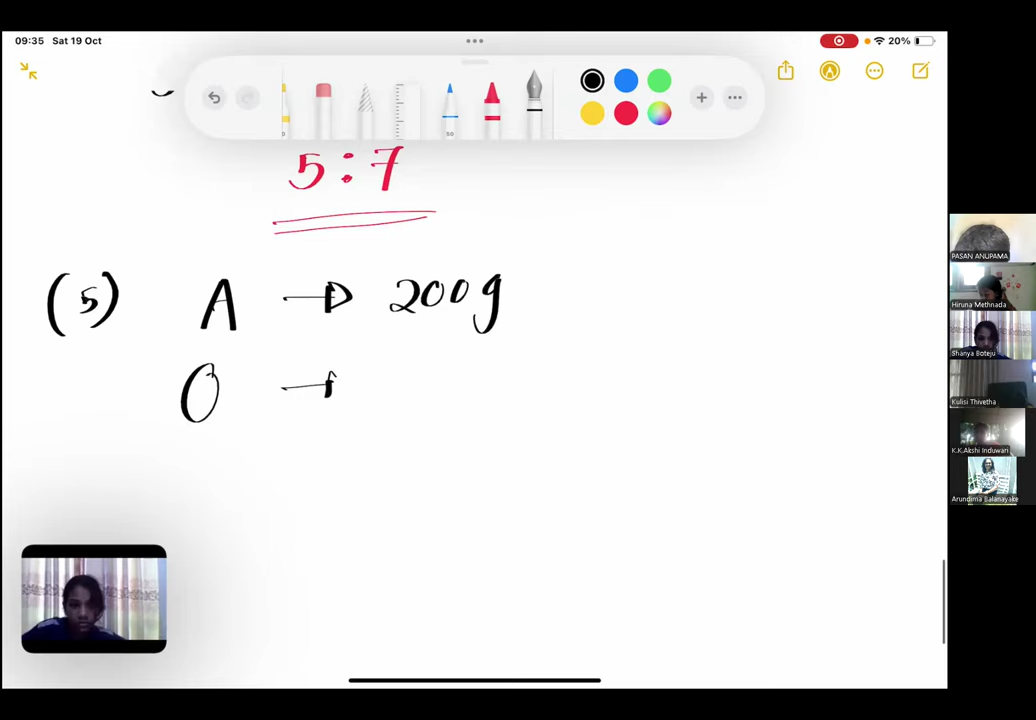 09:35 Sat 19 Oct
20%
50
5:7
(5) A → 200g
O →
PASAN ANUPAMA
Hiruna Methnada
Shanya Boteju
Kulisi Thivetha
K.K.Akshi Induwari
Arundima Balanayake